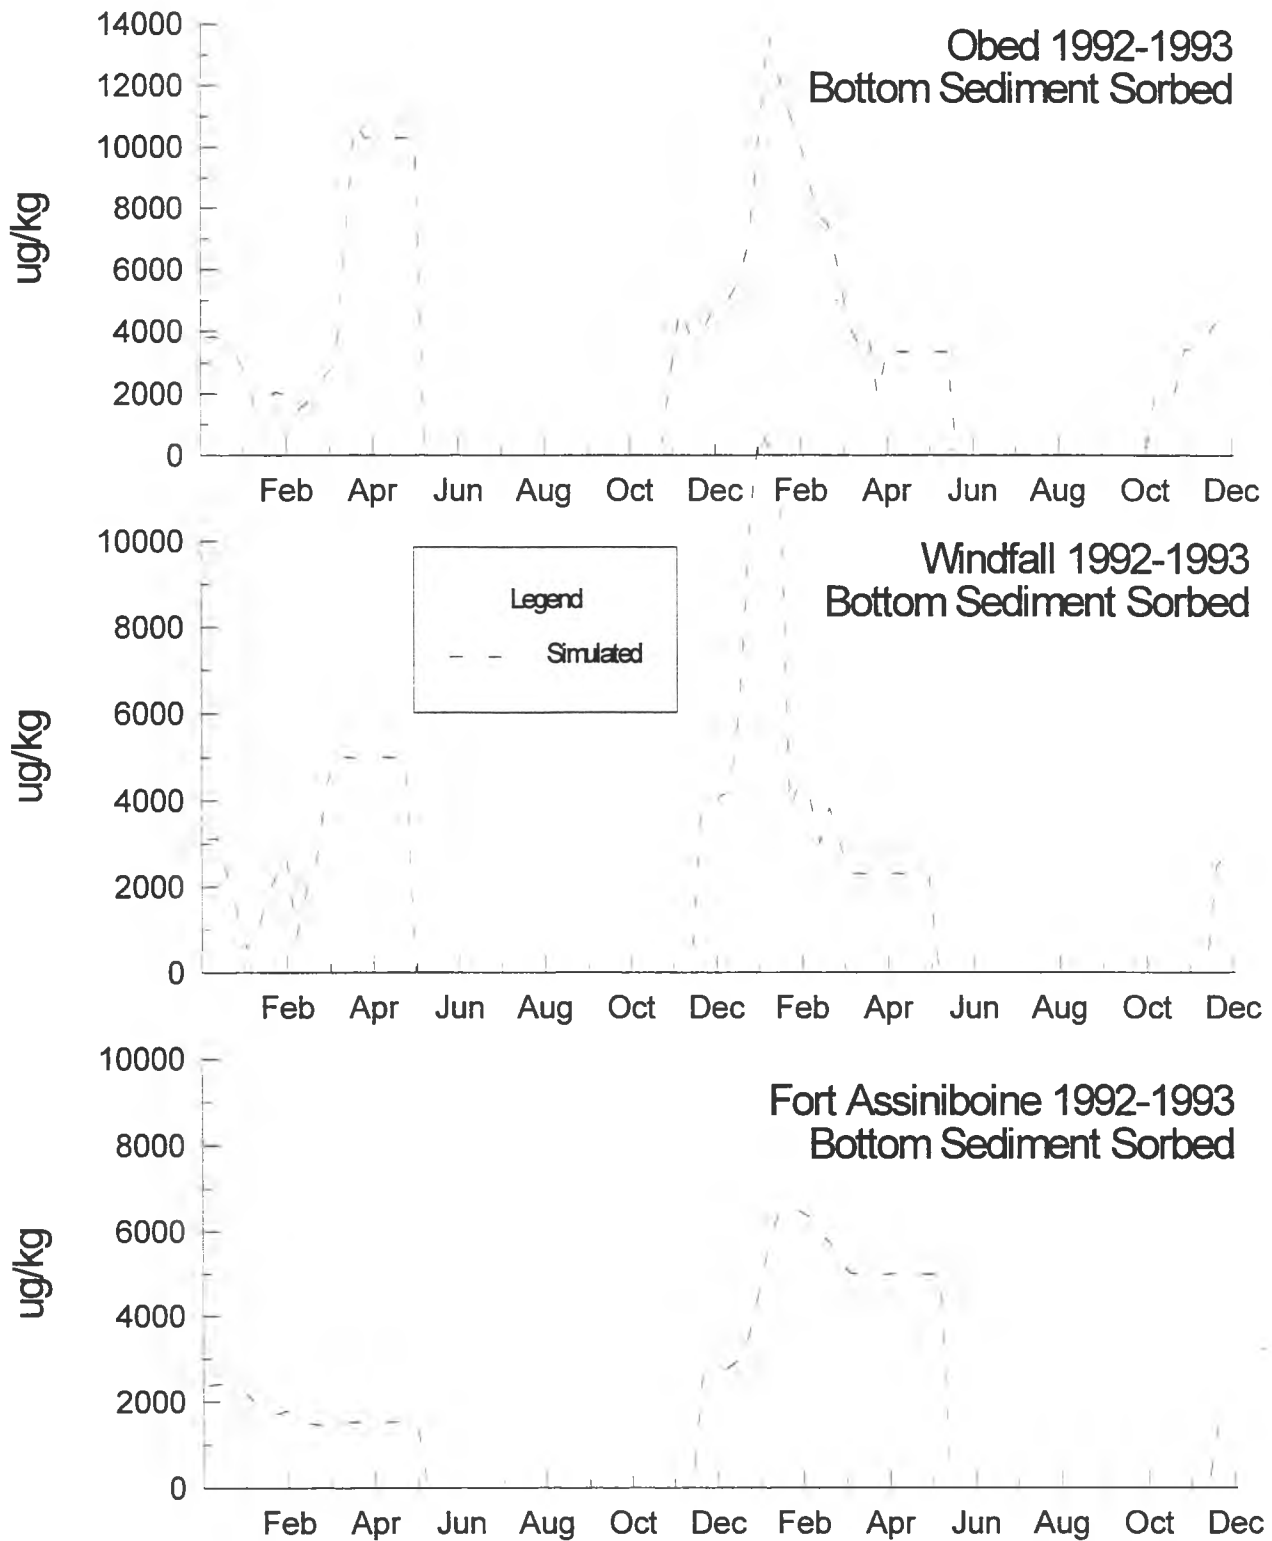 Obed 1992-1993
Bottom Sediment Sorbed
ug/kg
14000
12000
10000
8000
6000
4000
2000
0
Feb Apr Jun Aug Oct Dec Feb Apr Jun Aug Oct Dec
Windfall 1992-1993
Bottom Sediment Sorbed
ug/kg
10000
8000
6000
4000
2000
0
Legend
Simulated
Feb Apr Jun Aug Oct Dec Feb Apr Jun Aug Oct Dec
Fort Assiniboine 1992-1993
Bottom Sediment Sorbed
ug/kg
10000
8000
6000
4000
2000
0
Feb Apr Jun Aug Oct Dec Feb Apr Jun Aug Oct Dec